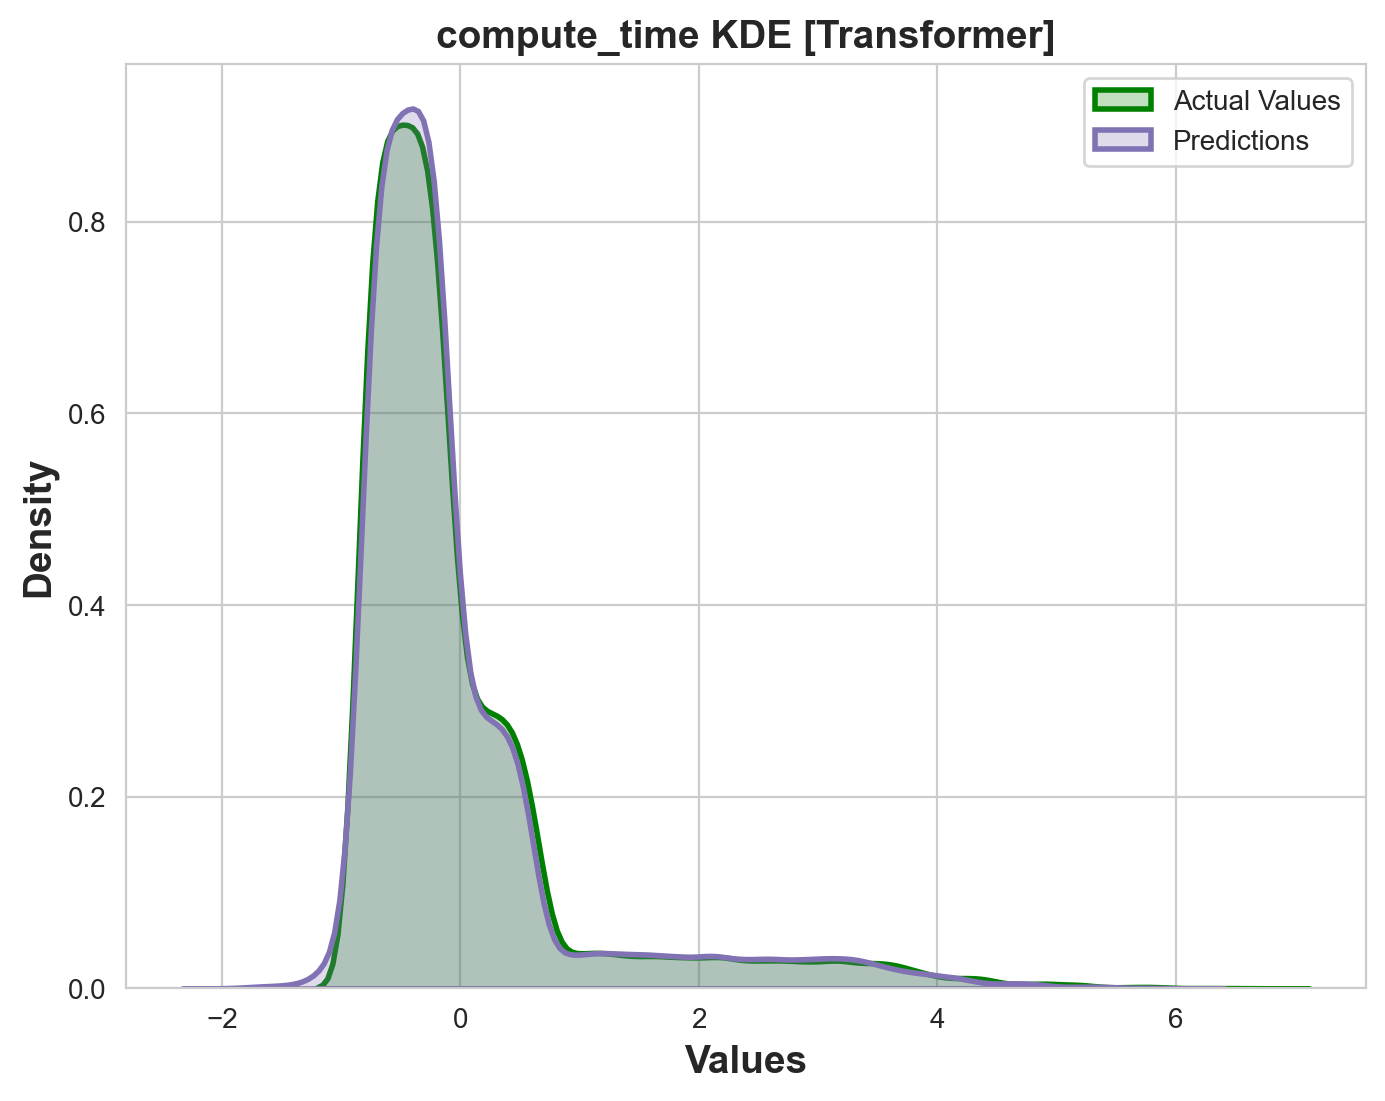 compute_time KDE [Transformer]
Actual Values
Predictions
Density
0.8
0.6
0.4
0.2
0.0
−2
0
2
4
6
Values